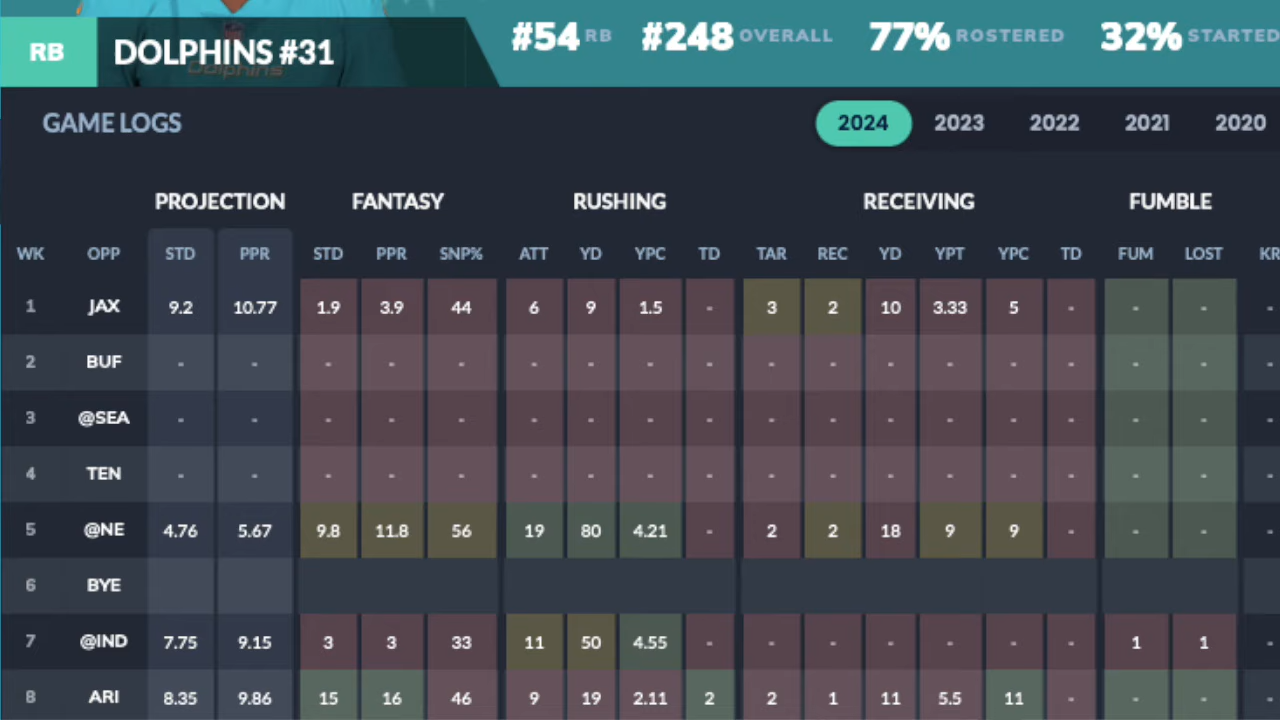 RB DOLPHINS #31 #54 RB #248 OVERALL 77% ROSTERED 32% STARTED
Dolphins
GAME LOGS 2024 2023 2022 2021 2020
PROJECTION FANTASY RUSHING RECEIVING FUMBLE
WK OPP STD PPR STD PPR SNP% ATT YD YPC TD TAR REC YD YPT YPC TD FUM LOST KR
1 JAX 9.2 10.77 1.9 3.9 44 6 9 1.5 - 3 2 10 3.33 5 - - - -
2 BUF - - - - - - - - - - - - - - - - - -
3 @SEA - - - - - - - - - - - - - - - - - -
4 TEN - - - - - - - - - - - - - - - - - -
5 @NE 4.76 5.67 9.8 11.8 56 19 80 4.21 - 2 2 18 9 9 - - - -
6 BYE
7 @IND 7.75 9.15 3 3 33 11 50 4.55 - - - - - - - 1 1 -
8 ARI 8.35 9.86 15 16 46 9 19 2.11 2 2 1 11 5.5 11 - - - -